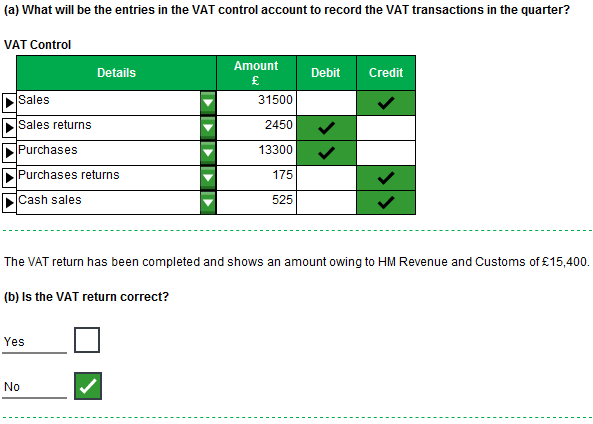 (a) What will be the entries in the VAT control account to record the VAT transactions in the quarter?
VAT Control
Details Amount £ Debit Credit
Sales 31500
Sales returns 2450
Purchases 13300
Purchases returns 175
Cash sales 525
The VAT return has been completed and shows an amount owing to HM Revenue and Customs of £15,400.
(b) Is the VAT return correct?
Yes
No